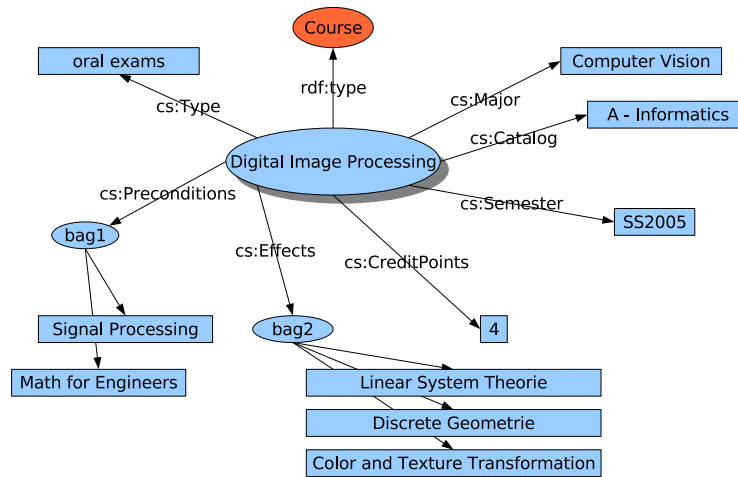 Course
oral exams
Computer Vision
rdf:type
cs:Major
cs:Type
A - Informatics
cs:Catalog
Digital Image Processing
cs:Preconditions
cs:Semester
SS2005
bag1
cs:Effects
cs:CreditPoints
Signal Processing
bag2
4
Math for Engineers
Linear System Theorie
Discrete Geometrie
Color and Texture Transformation